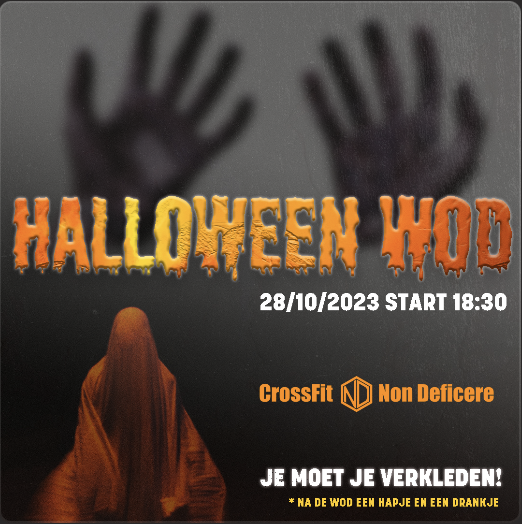 HALLOWEEN WOD
28/10/2023 START 18:30
CrossFit ND Non Deficere
JE MOET JE VERKLEDEN!
* NA DE WOD EEN HAPJE EN EEN DRANKJE